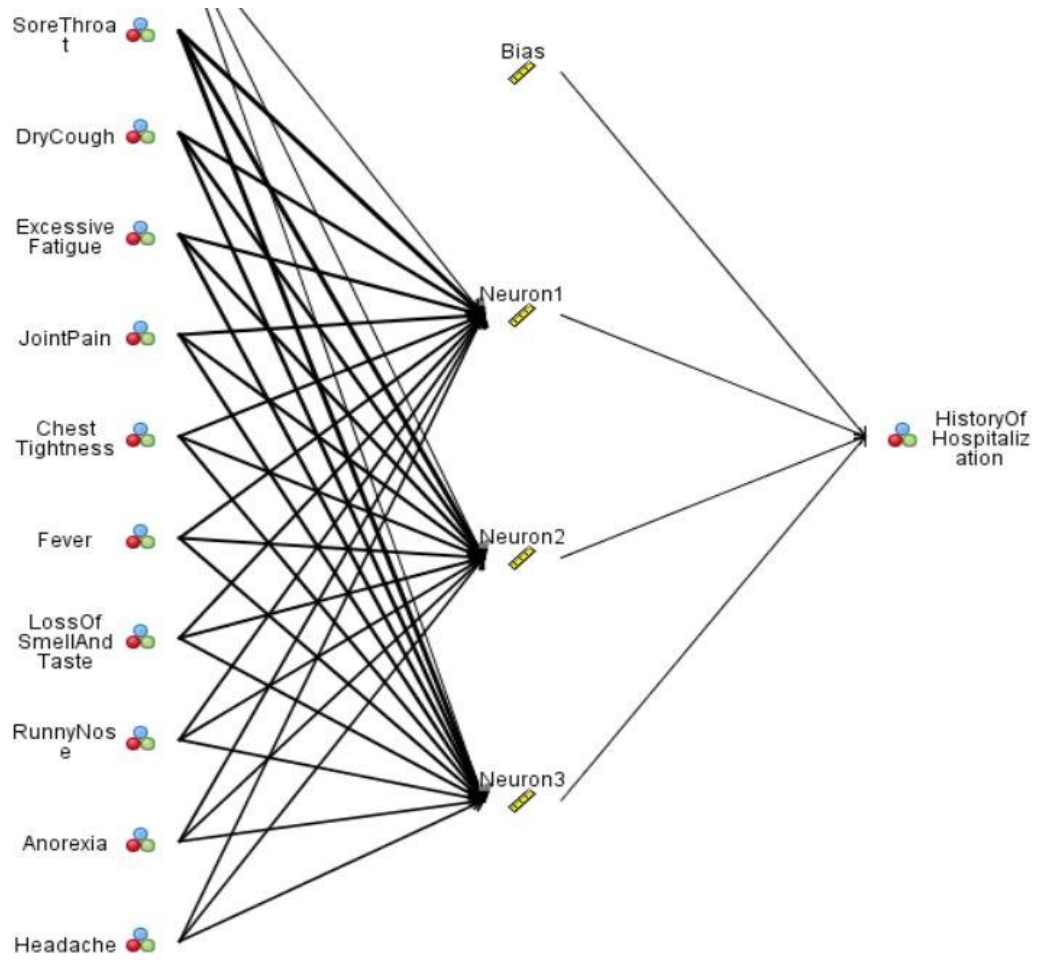 SoreThroa
t
DryCough
Excessive
Fatigue
JointPain
Chest
Tightness
Fever
LossOf
SmellAnd
Taste
RunnyNos
e
Anorexia
Headache
Bias
Neuron1
Neuron2
Neuron3
HistoryOf
Hospitaliz
ation